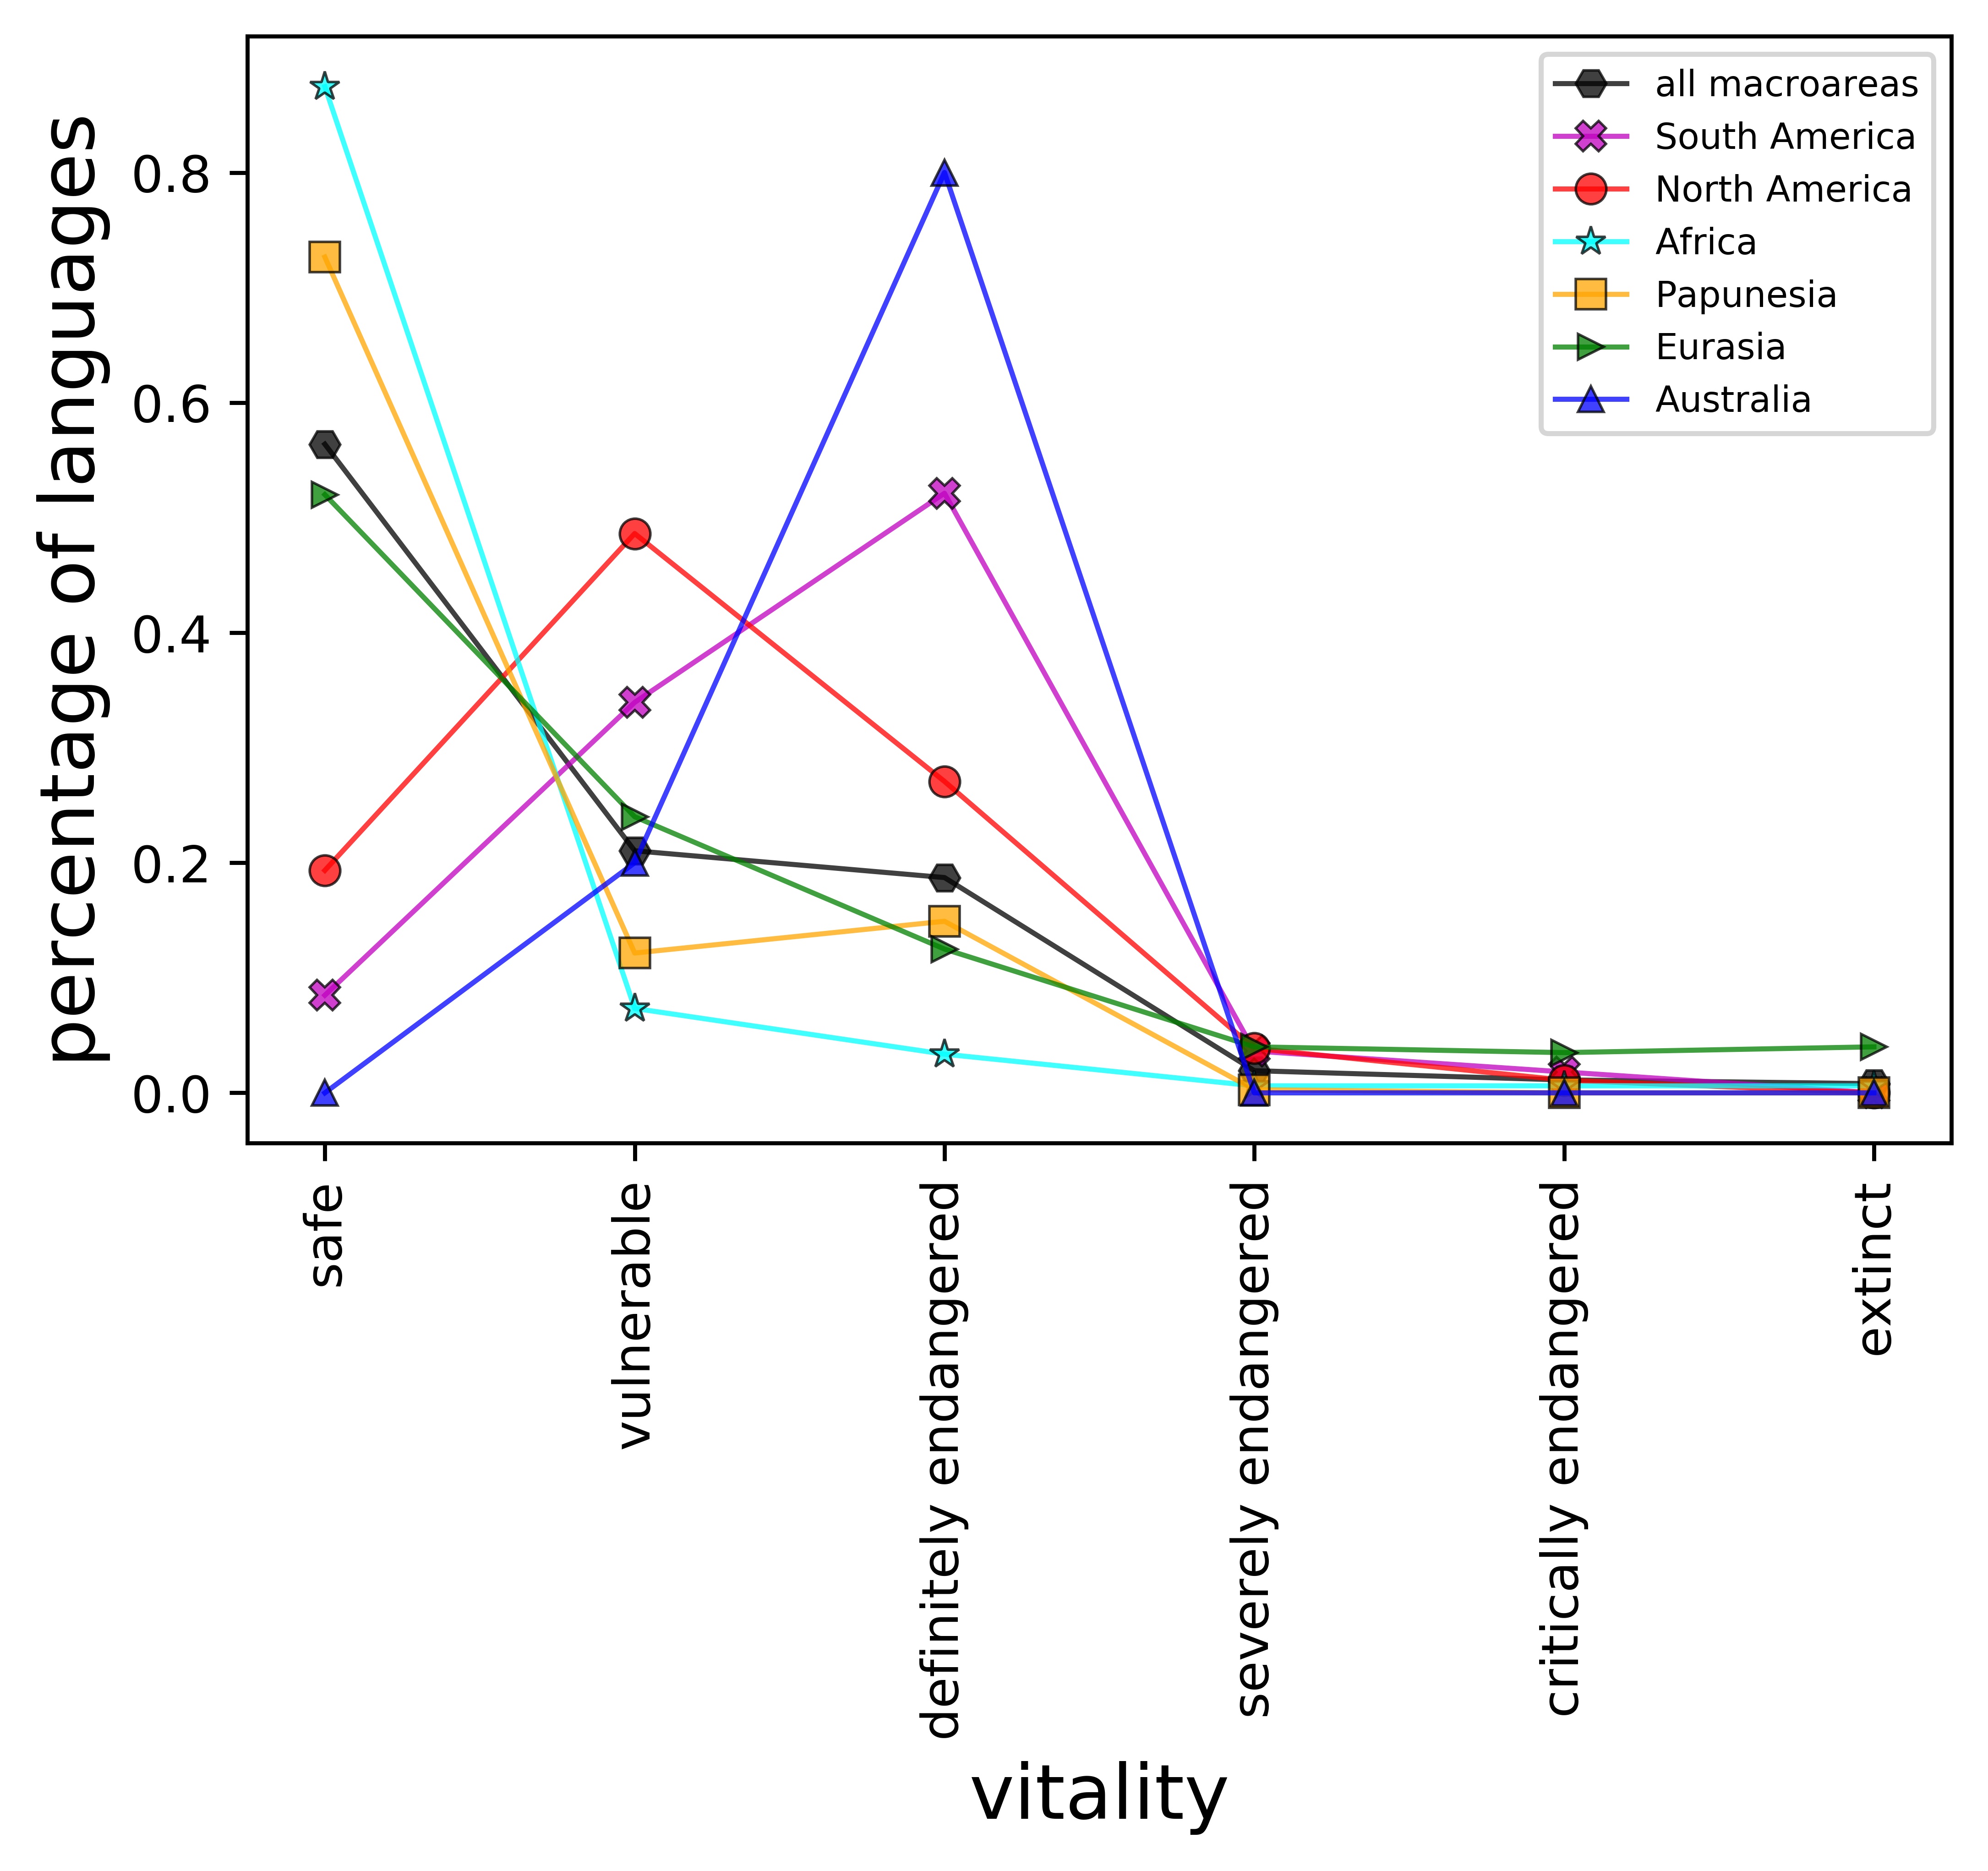 percentage of languages
0.8
0.6
0.4
0.2
0.0
all macroareas
South America
North America
Africa
Papunesia
Eurasia
Australia
safe
vulnerable
definitely endangered
severely endangered
critically endangered
extinct
vitality